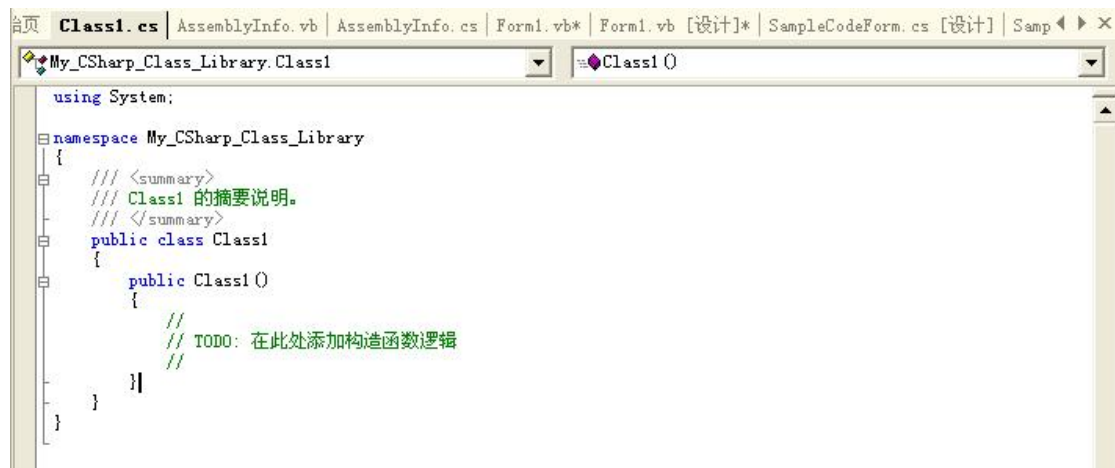 始页 Class1.cs AssemblyInfo.vb AssemblyInfo.cs Form1.vb* Form1.vb [设计]* SampleCodeForm.cs [设计] Samp
My_CSharp_Class_Library.Class1 Class1()
using System;
namespace My_CSharp_Class_Library
{
/// <summary>
/// Class1 的摘要说明。
/// </summary>
public class Class1
{
public Class1()
{
//
// TODO: 在此处添加构造函数逻辑
//
}
}
}